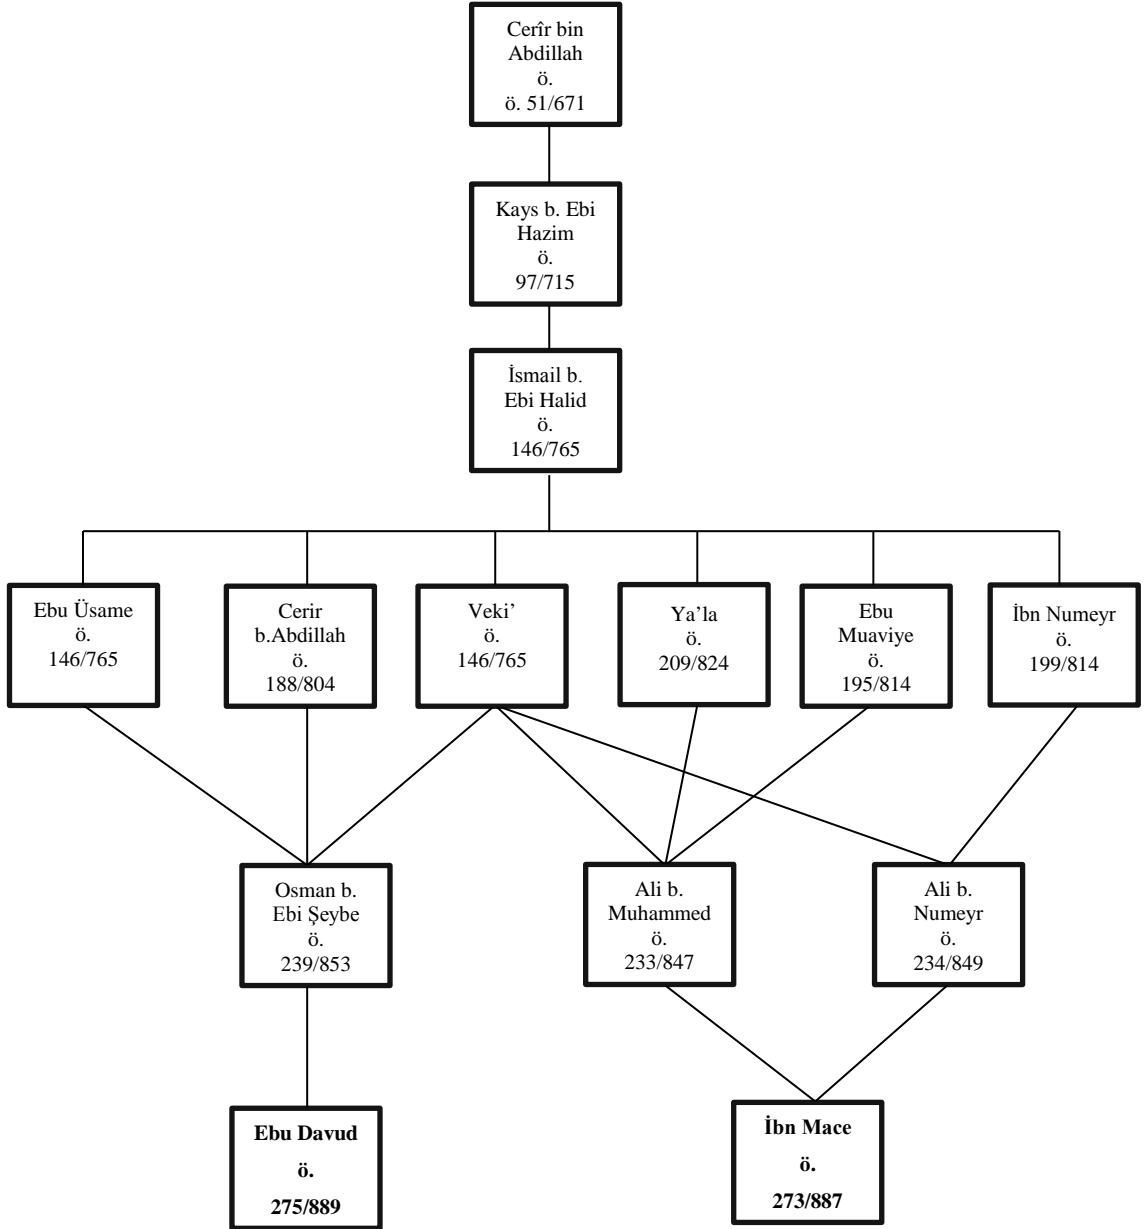 Cerîr bin
Abdillah
ö.
ö. 51/671
Kays b. Ebi
Hazim
ö.
97/715
İsmail b.
Ebi Halid
ö.
146/765
Ebu Üsame
ö.
146/765
Cerir
b.Abdillah
ö.
188/804
Veki’
ö.
146/765
Ya’la
ö.
209/824
Ebu
Muaviye
ö.
195/814
İbn Numeyr
ö.
199/814
Osman b.
Ebi Şeybe
ö.
239/853
Ali b.
Muhammed
ö.
233/847
Ali b.
Numeyr
ö.
234/849
Ebu Davud
ö.
275/889
İbn Mace
ö.
273/887